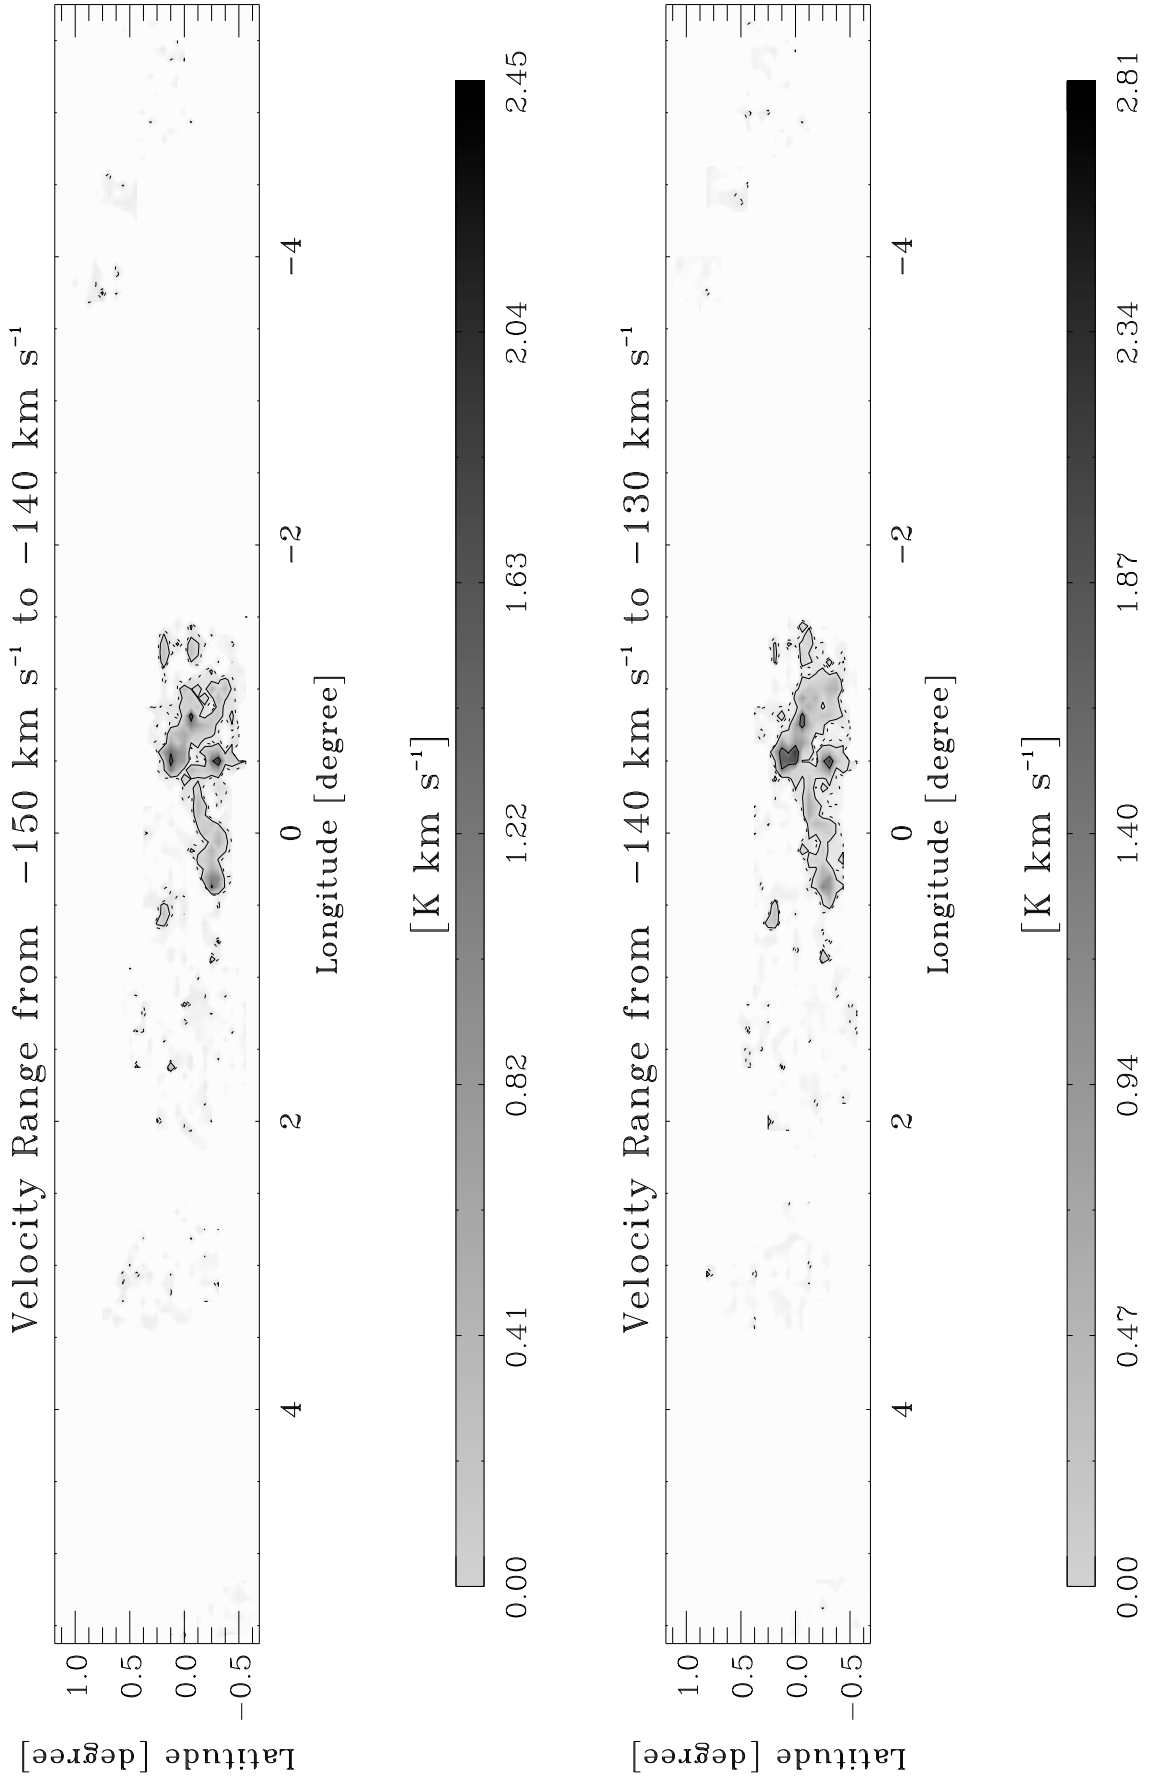 Velocity Range from −150 km s⁻¹ to −140 km s⁻¹
Latitude [degree]
1.0
0.5
0.0
−0.5
4 2 0 −2 −4
Longitude [degree]
[K km s⁻¹]
0.00 0.41 0.82 1.22 1.63 2.04 2.45
Velocity Range from −140 km s⁻¹ to −130 km s⁻¹
Latitude [degree]
1.0
0.5
0.0
−0.5
4 2 0 −2 −4
Longitude [degree]
[K km s⁻¹]
0.00 0.47 0.94 1.40 1.87 2.34 2.81